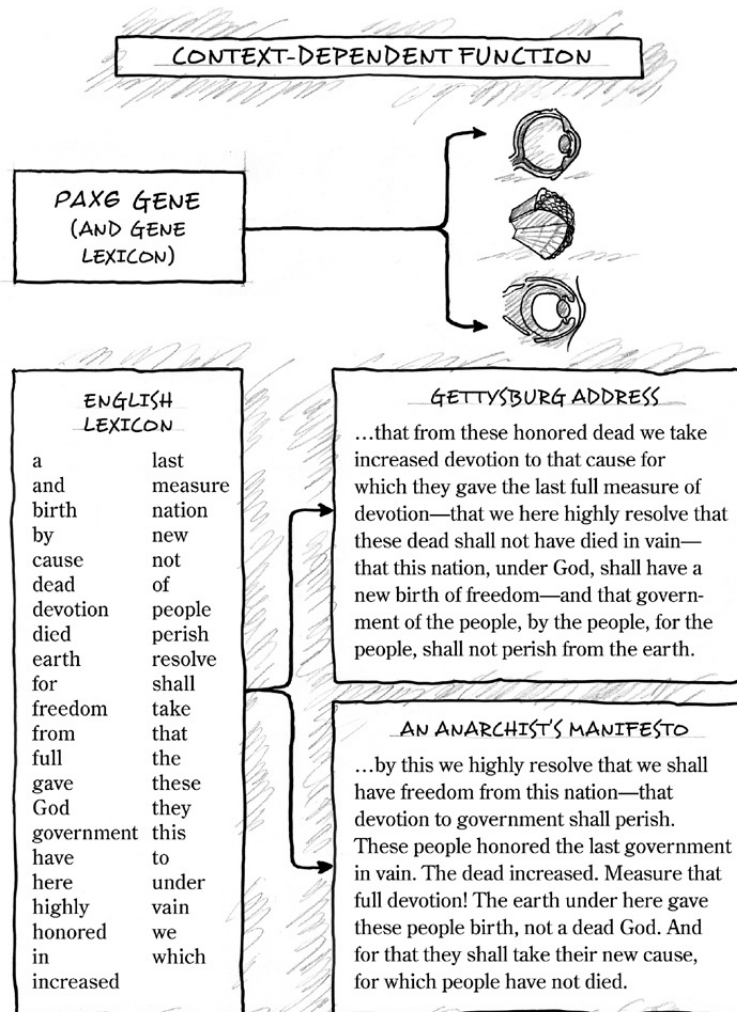 CONTEXT-DEPENDENT FUNCTION
PAX6 GENE
(AND GENE
LEXICON)
ENGLISH
LEXICON
a
and
birth
by
cause
dead
devotion
died
earth
for
freedom
from
full
gave
God
government
have
here
highly
honored
in
increased
last
measure
nation
new
not
of
people
perish
resolve
shall
take
that
the
these
they
this
to
under
vain
we
which
GETTYSBURG ADDRESS
…that from these honored dead we take
increased devotion to that cause for
which they gave the last full measure of
devotion—that we here highly resolve that
these dead shall not have died in vain—
that this nation, under God, shall have a
new birth of freedom—and that govern-
ment of the people, by the people, for the
people, shall not perish from the earth.
AN ANARCHIST'S MANIFESTO
…by this we highly resolve that we shall
have freedom from this nation—that
devotion to government shall perish.
These people honored the last government
in vain. The dead increased. Measure that
full devotion! The earth under here gave
these people birth, not a dead God. And
for that they shall take their new cause,
for which people have not died.